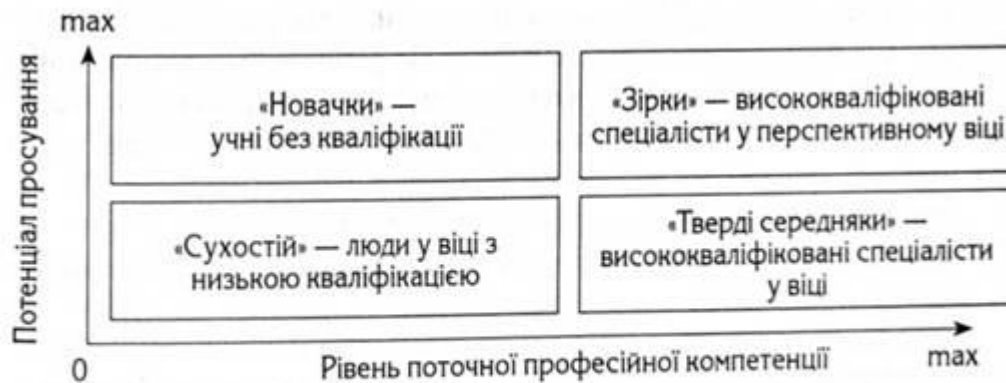 max
Потенціал просування
«Новачки» —
учні без кваліфікації
«Зірки» — висококваліфіковані
спеціалісти у перспективному віці
«Сухостій» — люди у віці з
низькою кваліфікацією
«Тверді середняки» —
висококваліфіковані спеціалісти
у віці
0
Рівень поточної професійної компетенції
max